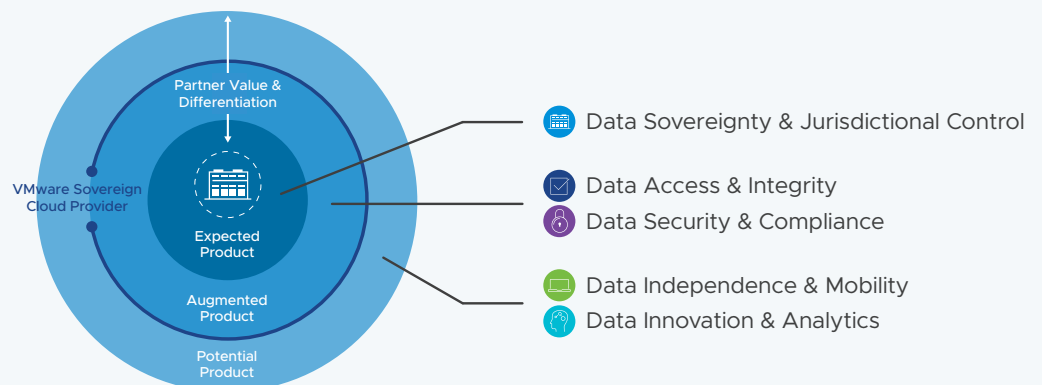 Partner Value &
Differentiation
VMware Sovereign
Cloud Provider
Expected
Product
Augmented
Product
Potential
Product
Data Sovereignty & Jurisdictional Control
Data Access & Integrity
Data Security & Compliance
Data Independence & Mobility
Data Innovation & Analytics